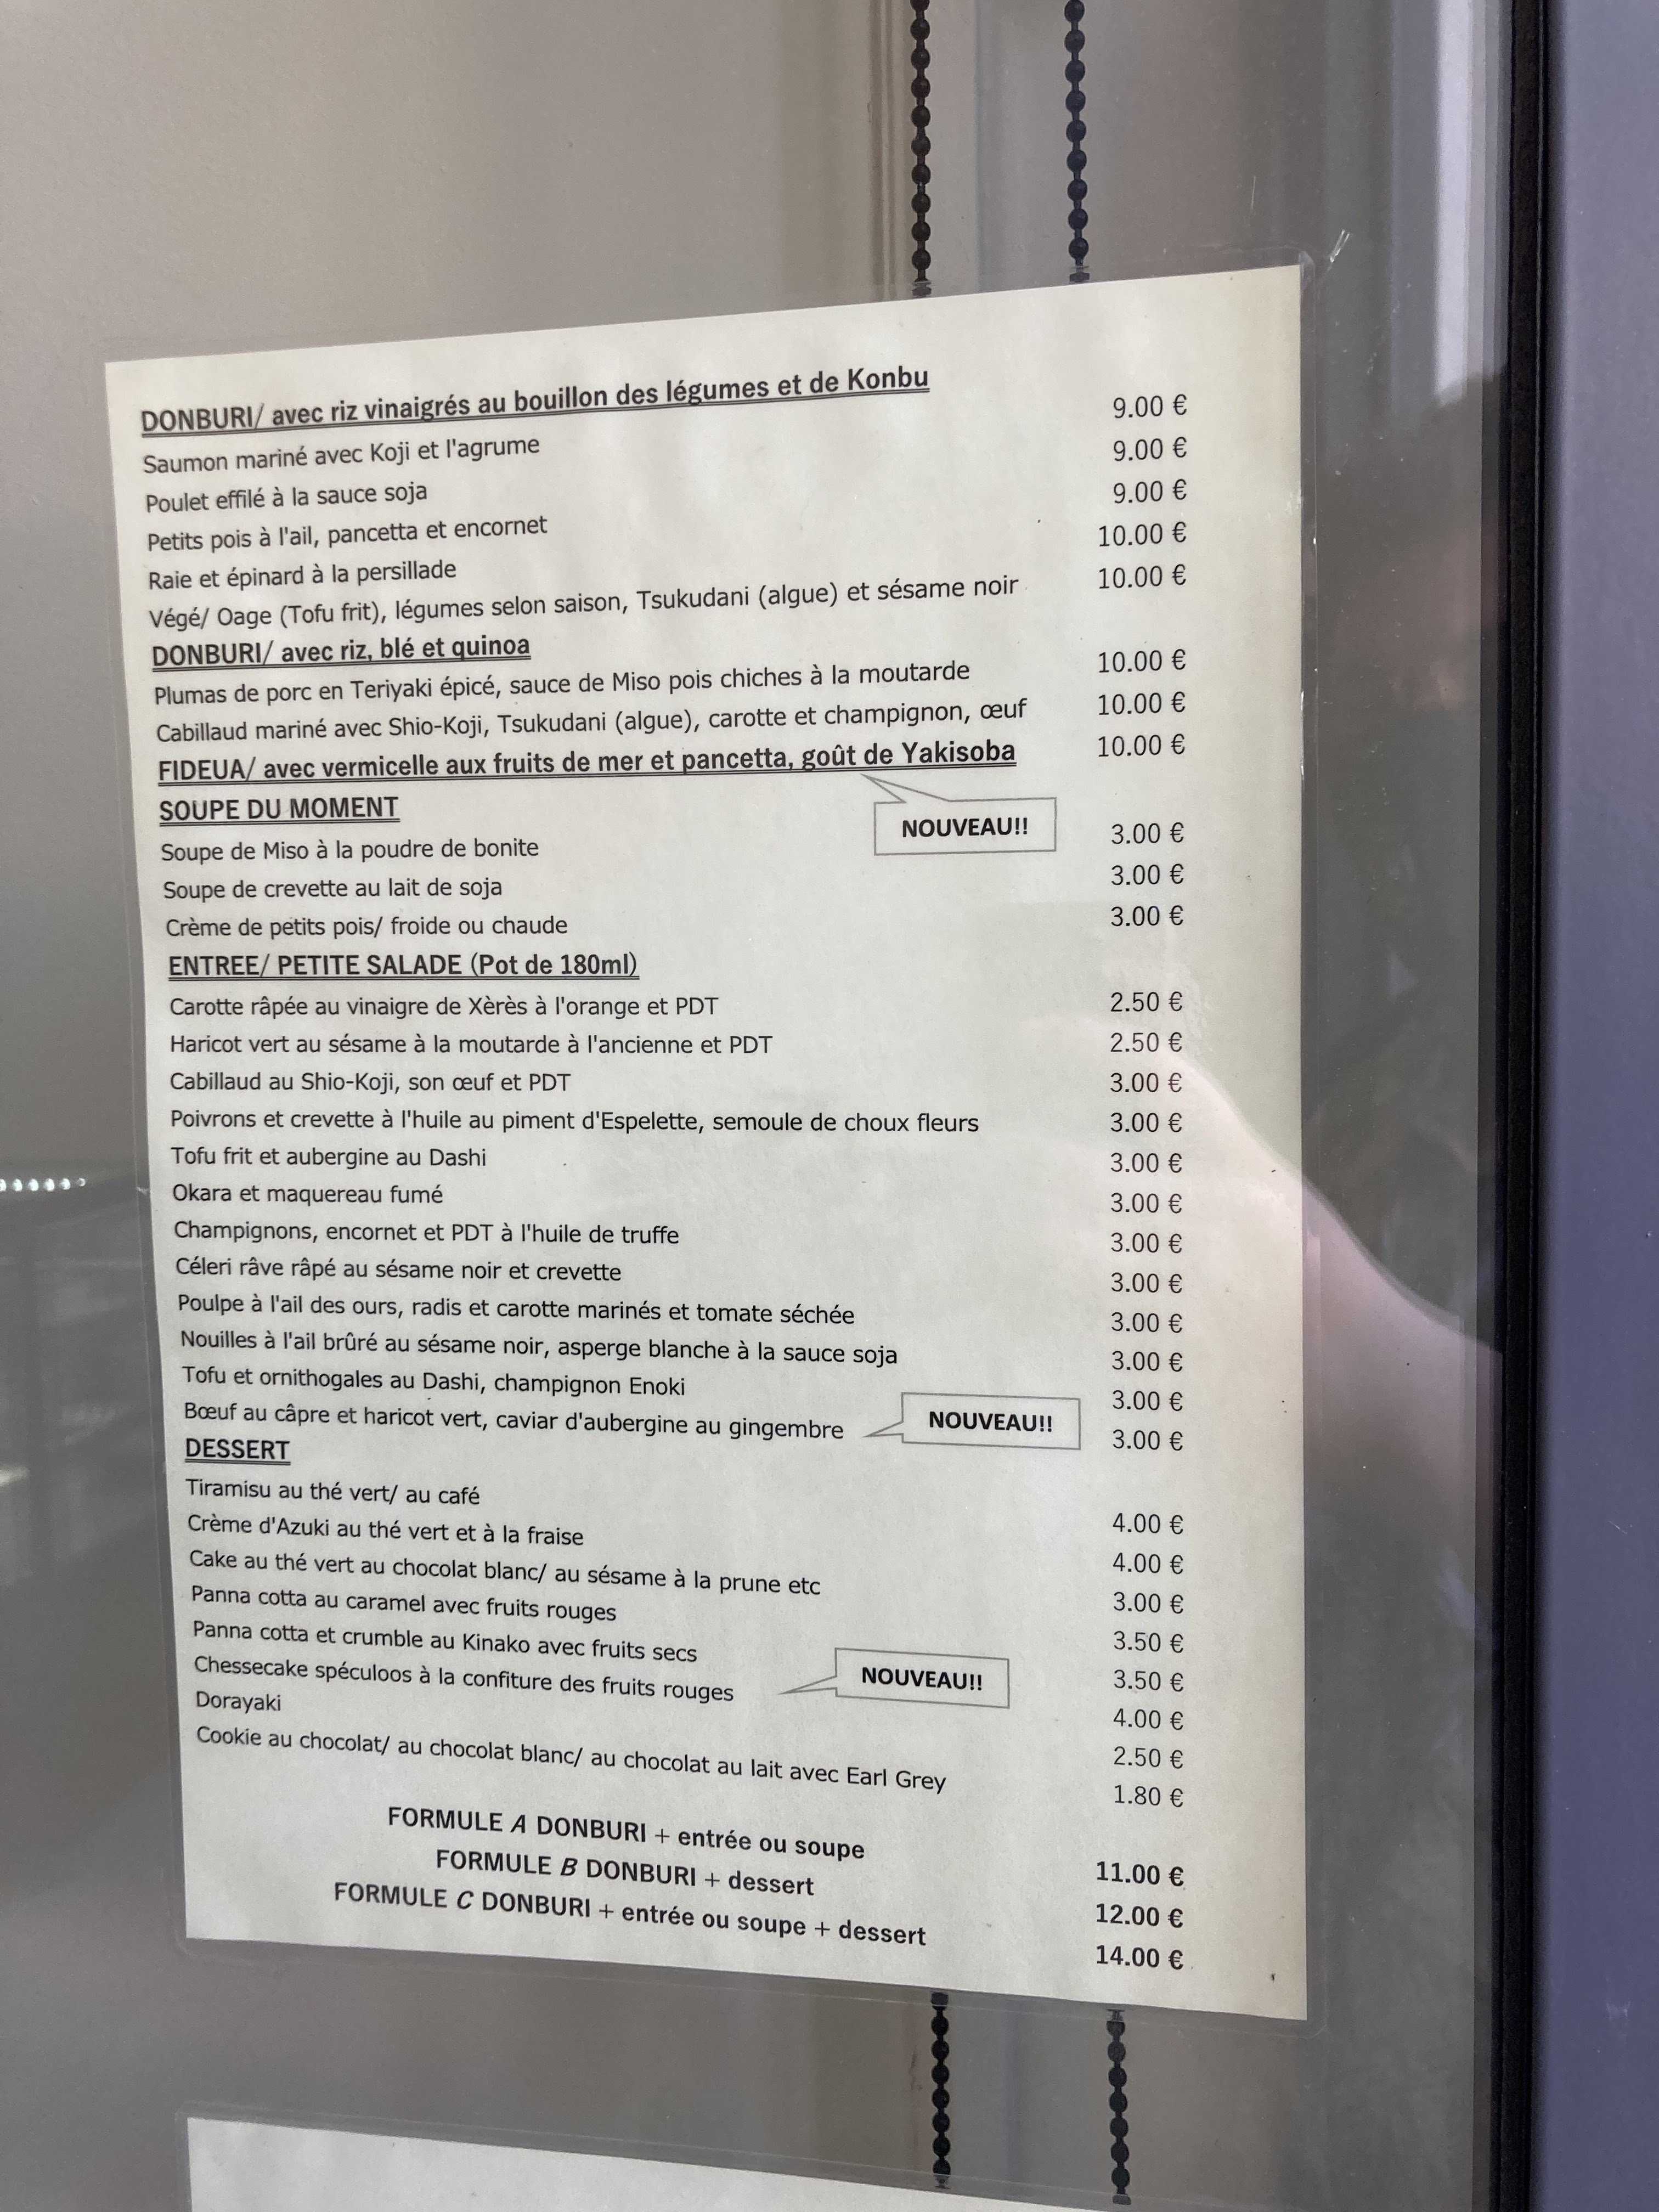 DONBURI/ avec riz vinaigrés au bouillon des légumes et de Konbu
Saumon mariné avec Koji et l'agrume 9.00 €
Poulet effilé à la sauce soja 9.00 €
Petits pois à l'ail, pancetta et encornet 9.00 €
Raie et épinard à la persillade 10.00 €
Végé/ Oage (Tofu frit), légumes selon saison, Tsukudani (algue) et sésame noir 10.00 €
DONBURI/ avec riz, blé et quinoa
Plumas de porc en Teriyaki épicé, sauce de Miso pois chiches à la moutarde 10.00 €
Cabillaud mariné avec Shio-Koji, Tsukudani (algue), carotte et champignon, œuf 10.00 €
FIDEUA/ avec vermicelle aux fruits de mer et pancetta, goût de Yakisoba 10.00 €
NOUVEAU!!
SOUPE DU MOMENT
Soupe de Miso à la poudre de bonite 3.00 €
Soupe de crevette au lait de soja 3.00 €
Crème de petits pois/ froide ou chaude 3.00 €
ENTREE/ PETITE SALADE (Pot de 180ml)
Carotte râpée au vinaigre de Xèrès à l'orange et PDT 2.50 €
Haricot vert au sésame à la moutarde à l'ancienne et PDT 2.50 €
Cabillaud au Shio-Koji, son œuf et PDT 3.00 €
Poivrons et crevette à l'huile au piment d'Espelette, semoule de choux fleurs 3.00 €
Tofu frit et aubergine au Dashi 3.00 €
Okara et maquereau fumé 3.00 €
Champignons, encornet et PDT à l'huile de truffe 3.00 €
Céleri râve râpé au sésame noir et crevette 3.00 €
Poulpe à l'ail des ours, radis et carotte marinés et tomate séchée 3.00 €
Nouilles à l'ail brûré au sésame noir, asperge blanche à la sauce soja 3.00 €
Tofu et ornithogales au Dashi, champignon Enoki 3.00 €
Bœuf au câpre et haricot vert, caviar d'aubergine au gingembre NOUVEAU!! 3.00 €
DESSERT
Tiramisu au thé vert/ au café 4.00 €
Crème d'Azuki au thé vert et à la fraise 4.00 €
Cake au thé vert au chocolat blanc/ au sésame à la prune etc 3.00 €
Panna cotta au caramel avec fruits rouges 3.50 €
Panna cotta et crumble au Kinako avec fruits secs 3.50 €
Chessecake spéculoos à la confiture des fruits rouges NOUVEAU!! 4.00 €
Dorayaki 2.50 €
Cookie au chocolat/ au chocolat blanc/ au chocolat au lait avec Earl Grey 1.80 €
FORMULE A DONBURI + entrée ou soupe 11.00 €
FORMULE B DONBURI + dessert 12.00 €
FORMULE C DONBURI + entrée ou soupe + dessert 14.00 €